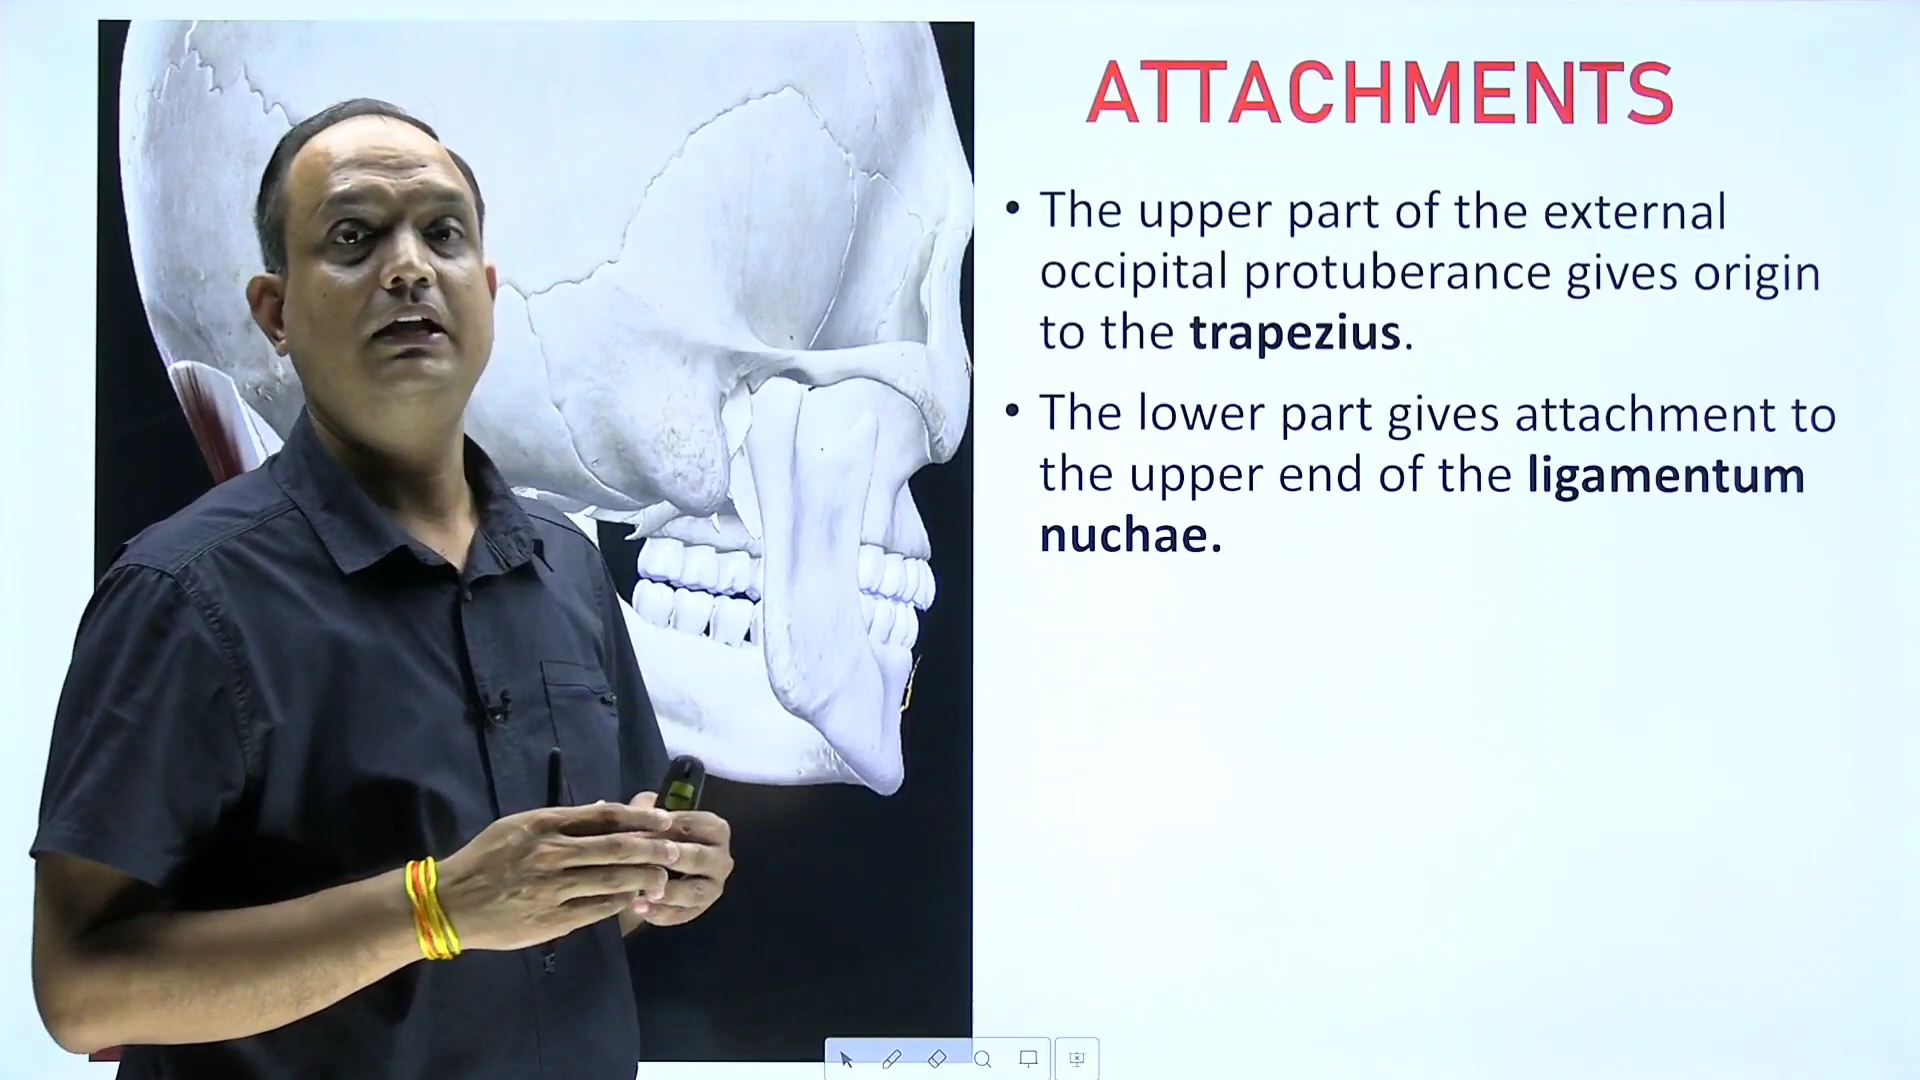 ATTACHMENTS
• The upper part of the external
occipital protuberance gives origin
to the trapezius.
• The lower part gives attachment to
the upper end of the ligamentum
nuchae.